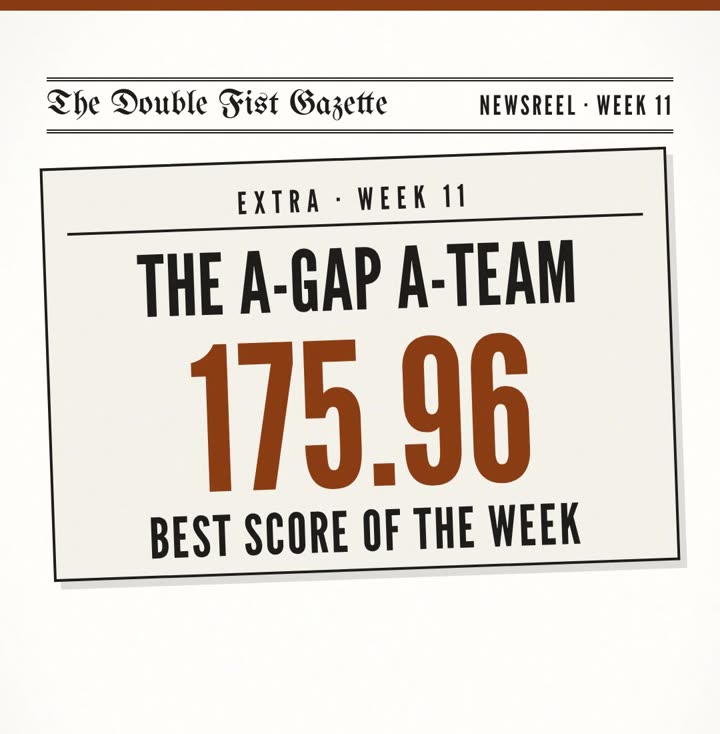 The Double Fist Gazette
NEWSREEL · WEEK 11
EXTRA · WEEK 11
THE A-GAP A-TEAM
175.96
BEST SCORE OF THE WEEK